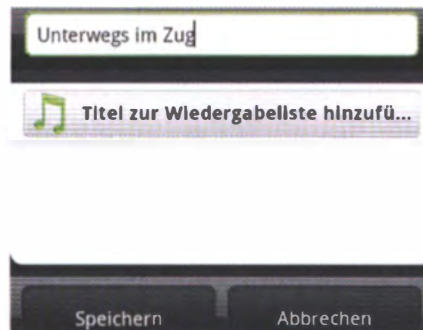 Unterwegs im Zug
Titel zur Wiedergabeliste hinzufü...
Speichern
Abbrechen